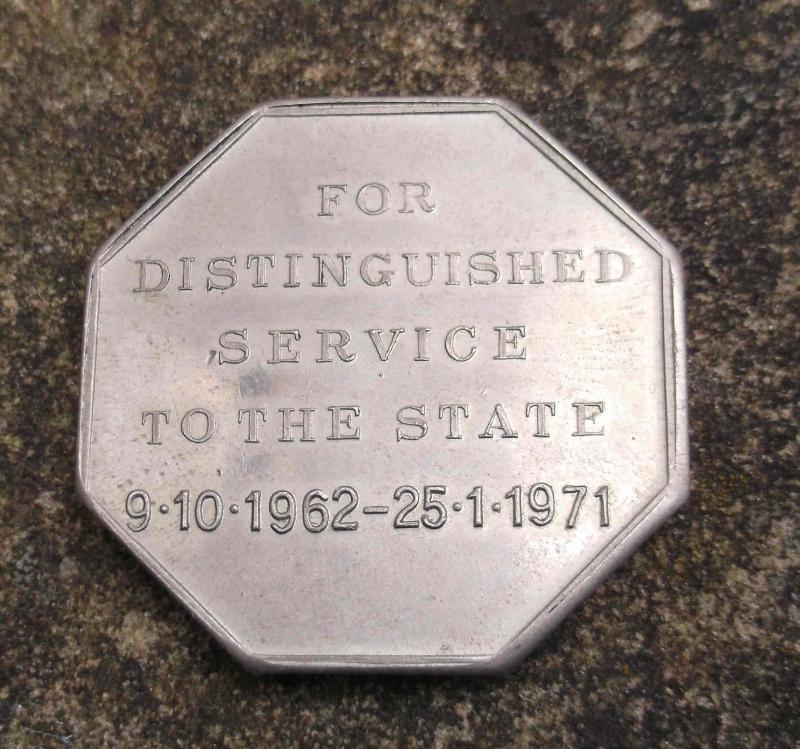 FOR
DISTINGUISHED
SERVICE
TO THE STATE
9·10·1962-25·1·1971